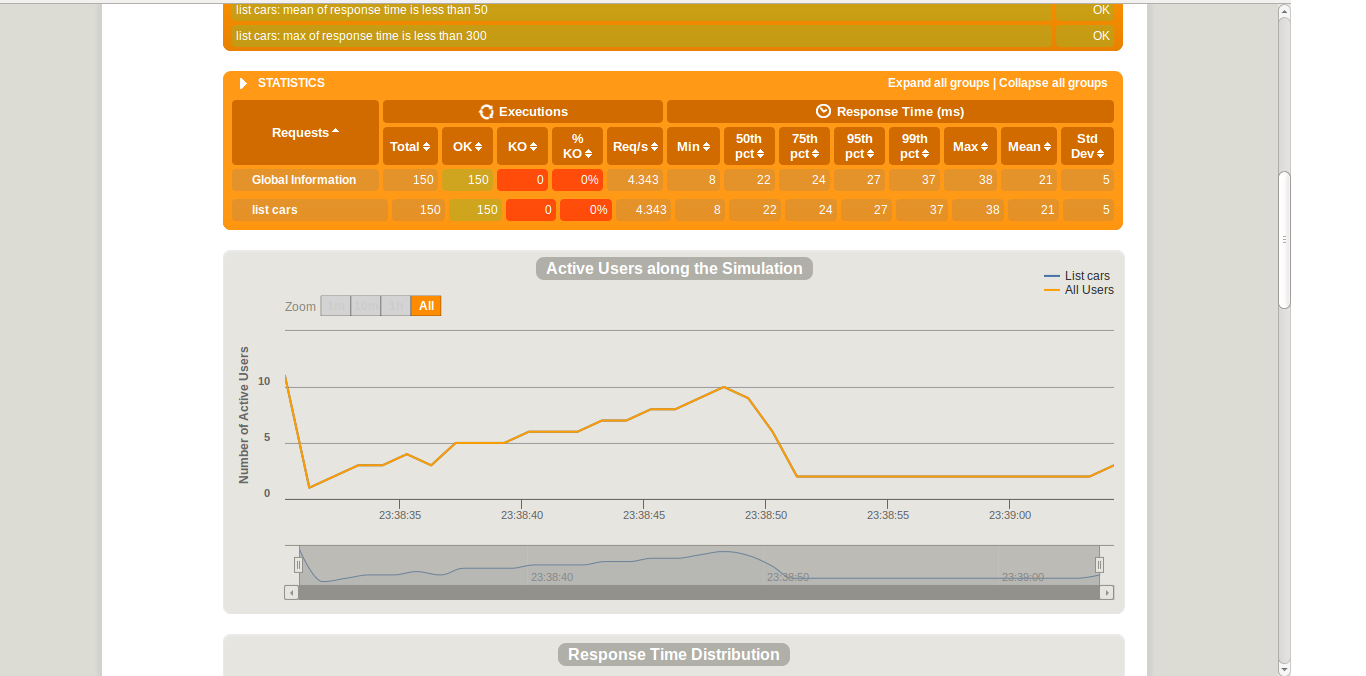 list cars: mean of response time is less than 50 OK
list cars: max of response time is less than 300 OK
STATISTICS Expand all groups | Collapse all groups
Requests Executions Response Time (ms)
Total OK KO % KO Req/s Min 50th pct 75th pct 95th pct 99th pct Max Mean Std Dev
Global Information 150 150 0 0% 4.343 8 22 24 27 37 38 21 5
list cars 150 150 0 0% 4.343 8 22 24 27 37 38 21 5
Active Users along the Simulation
List cars
All Users
Zoom 1m 10m 1h All
Number of Active Users
10
5
0
23:38:35 23:38:40 23:38:45 23:38:50 23:38:55 23:39:00
23:38:40 23:38:50 23:39:00
Response Time Distribution